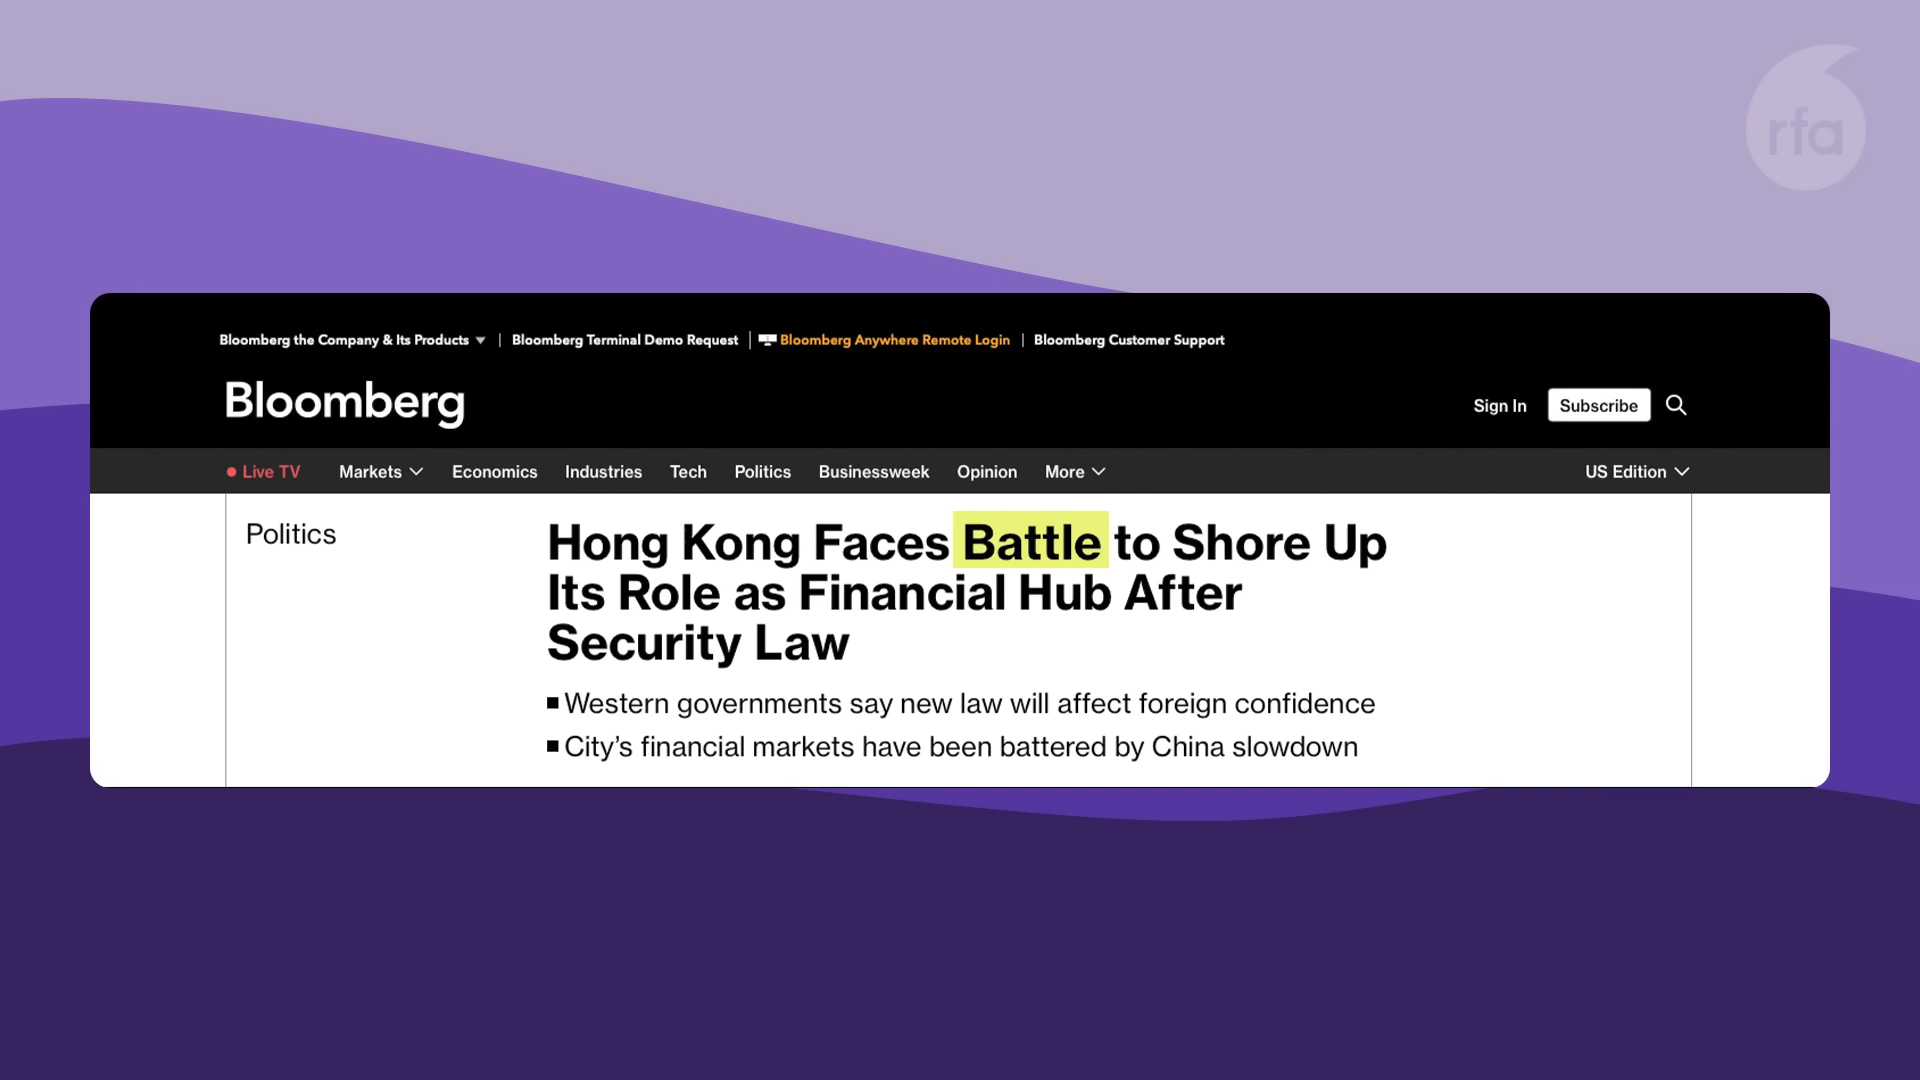 rfa
Bloomberg the Company & Its Products
Bloomberg Terminal Demo Request
Bloomberg Anywhere Remote Login
Bloomberg Customer Support
Bloomberg
Sign In
Subscribe
Live TV
Markets
Economics
Industries
Tech
Politics
Businessweek
Opinion
More
US Edition
Politics
Hong Kong Faces Battle to Shore Up
Its Role as Financial Hub After
Security Law
Western governments say new law will affect foreign confidence
City’s financial markets have been battered by China slowdown